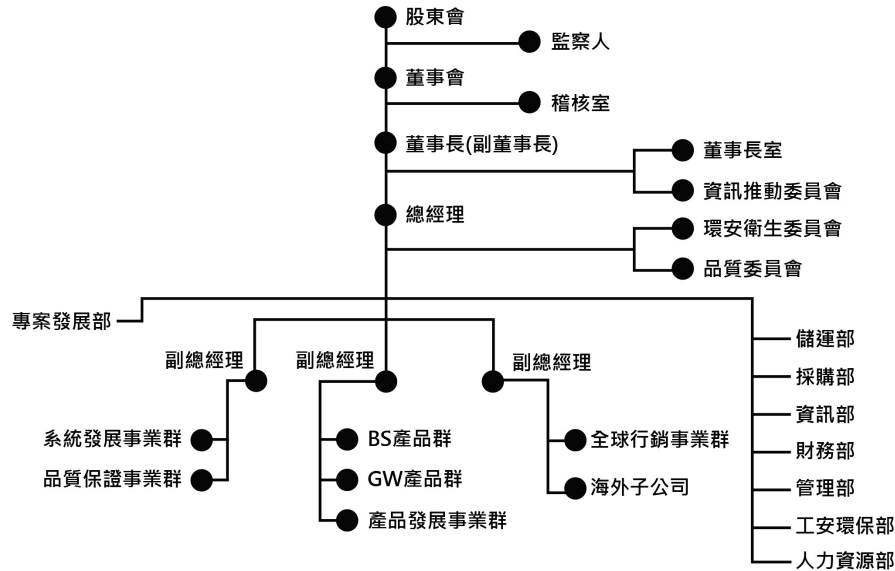 股東會
監察人
董事會
稽核室
董事長(副董事長)
董事長室
資訊推動委員會
總經理
環安衛生委員會
品質委員會
專案發展部
副總經理
副總經理
副總經理
系統發展事業群
品質保證事業群
BS產品群
GW產品群
產品發展事業群
全球行銷事業群
海外子公司
儲運部
採購部
資訊部
財務部
管理部
工安環保部
人力資源部